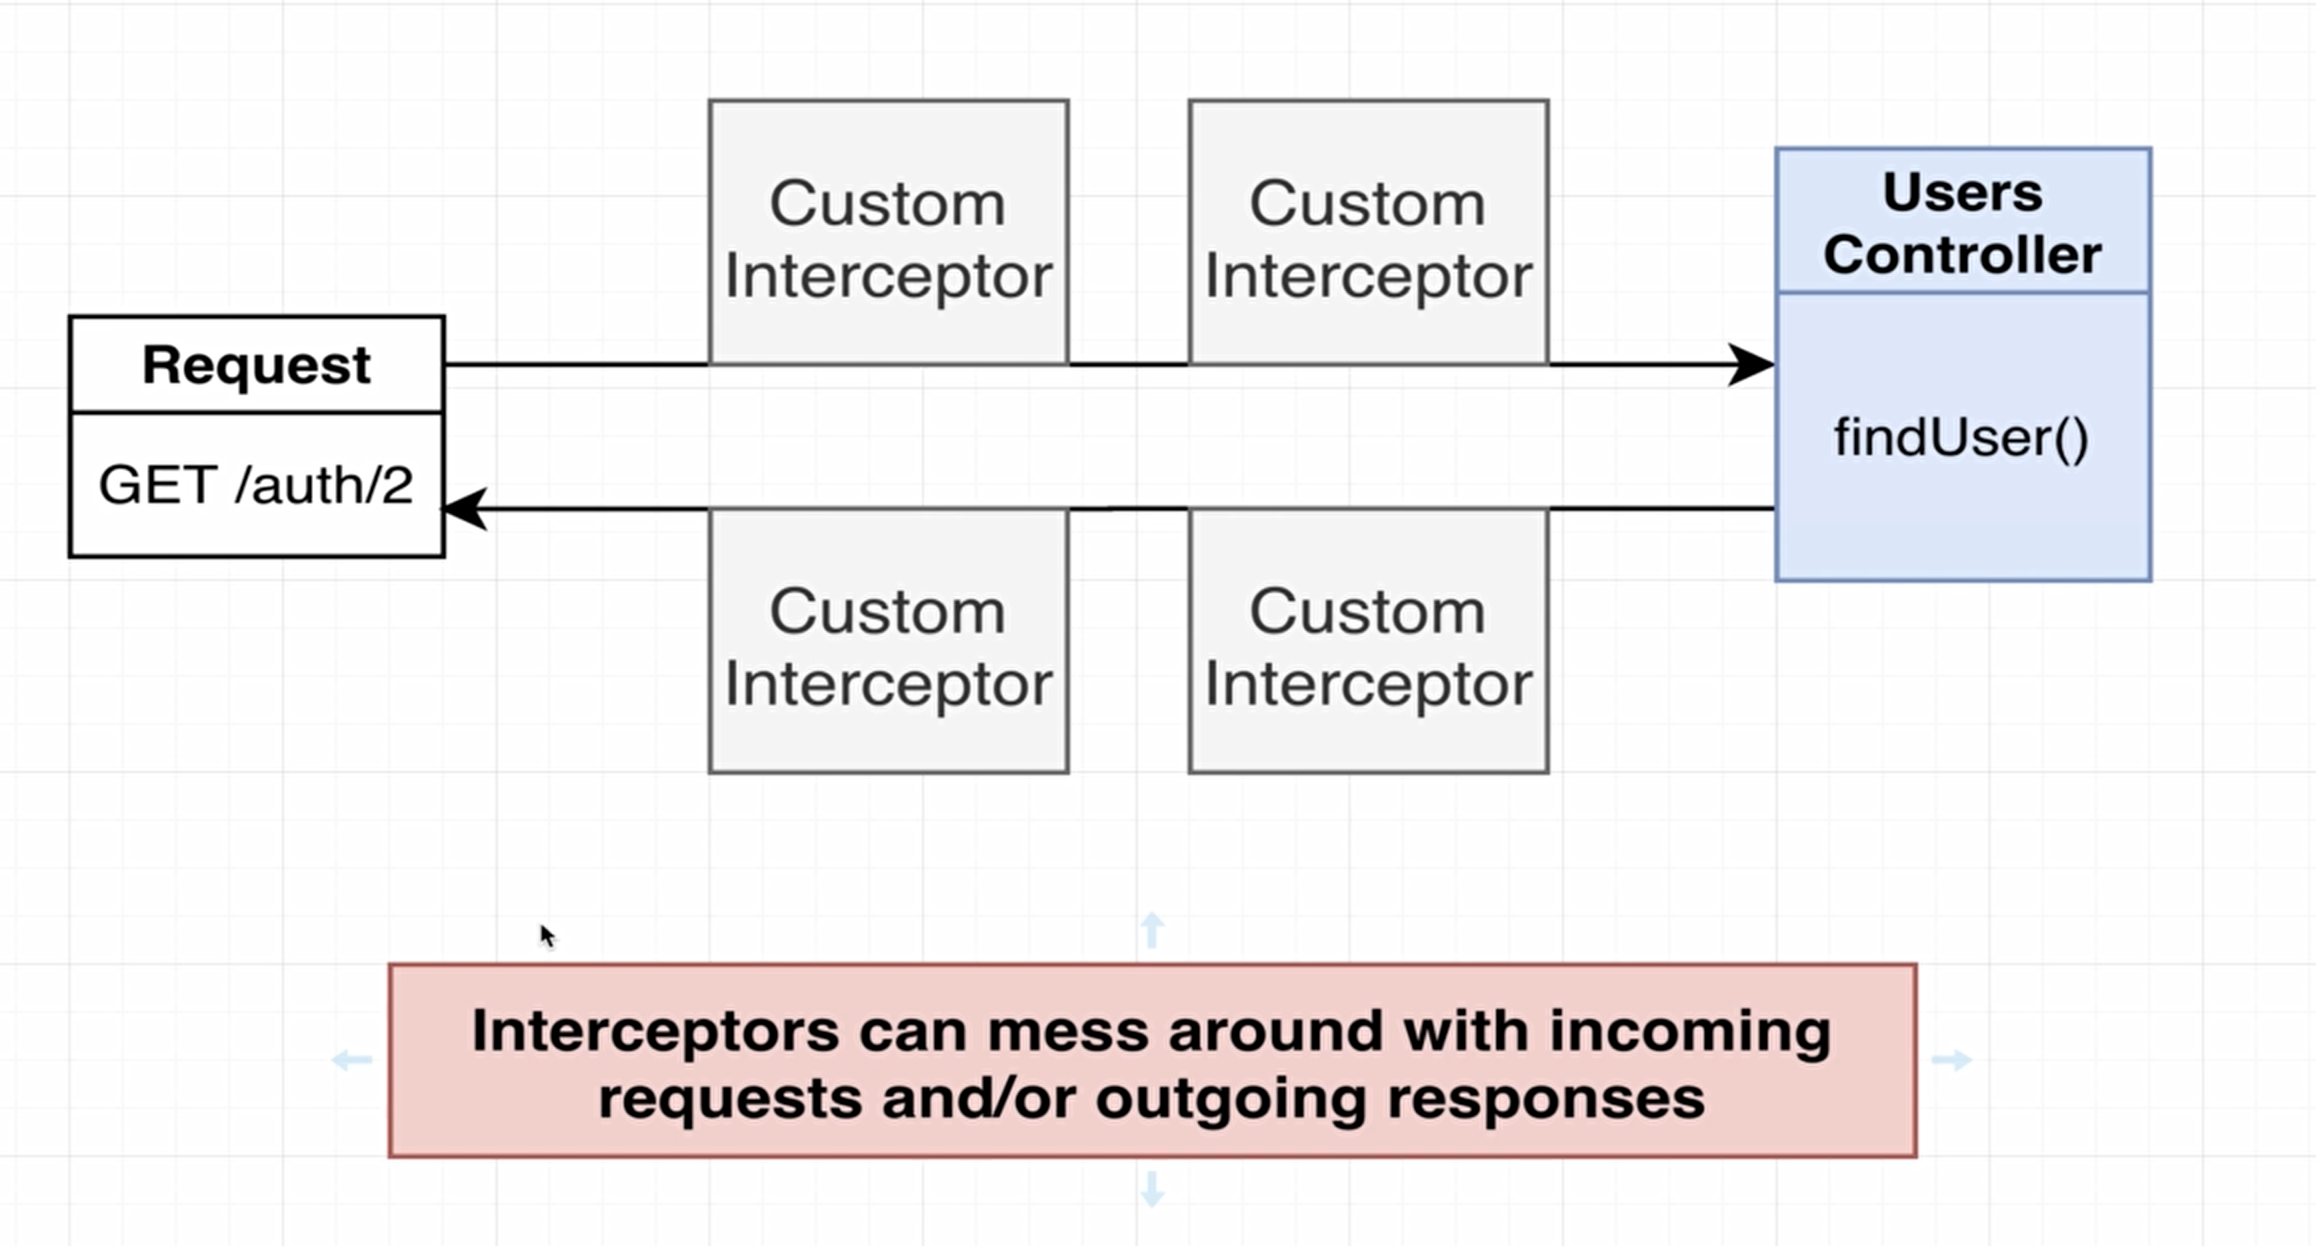 Custom
Interceptor
Custom
Interceptor
Users
Controller
Request
GET /auth/2
findUser()
Custom
Interceptor
Custom
Interceptor
Interceptors can mess around with incoming
requests and/or outgoing responses